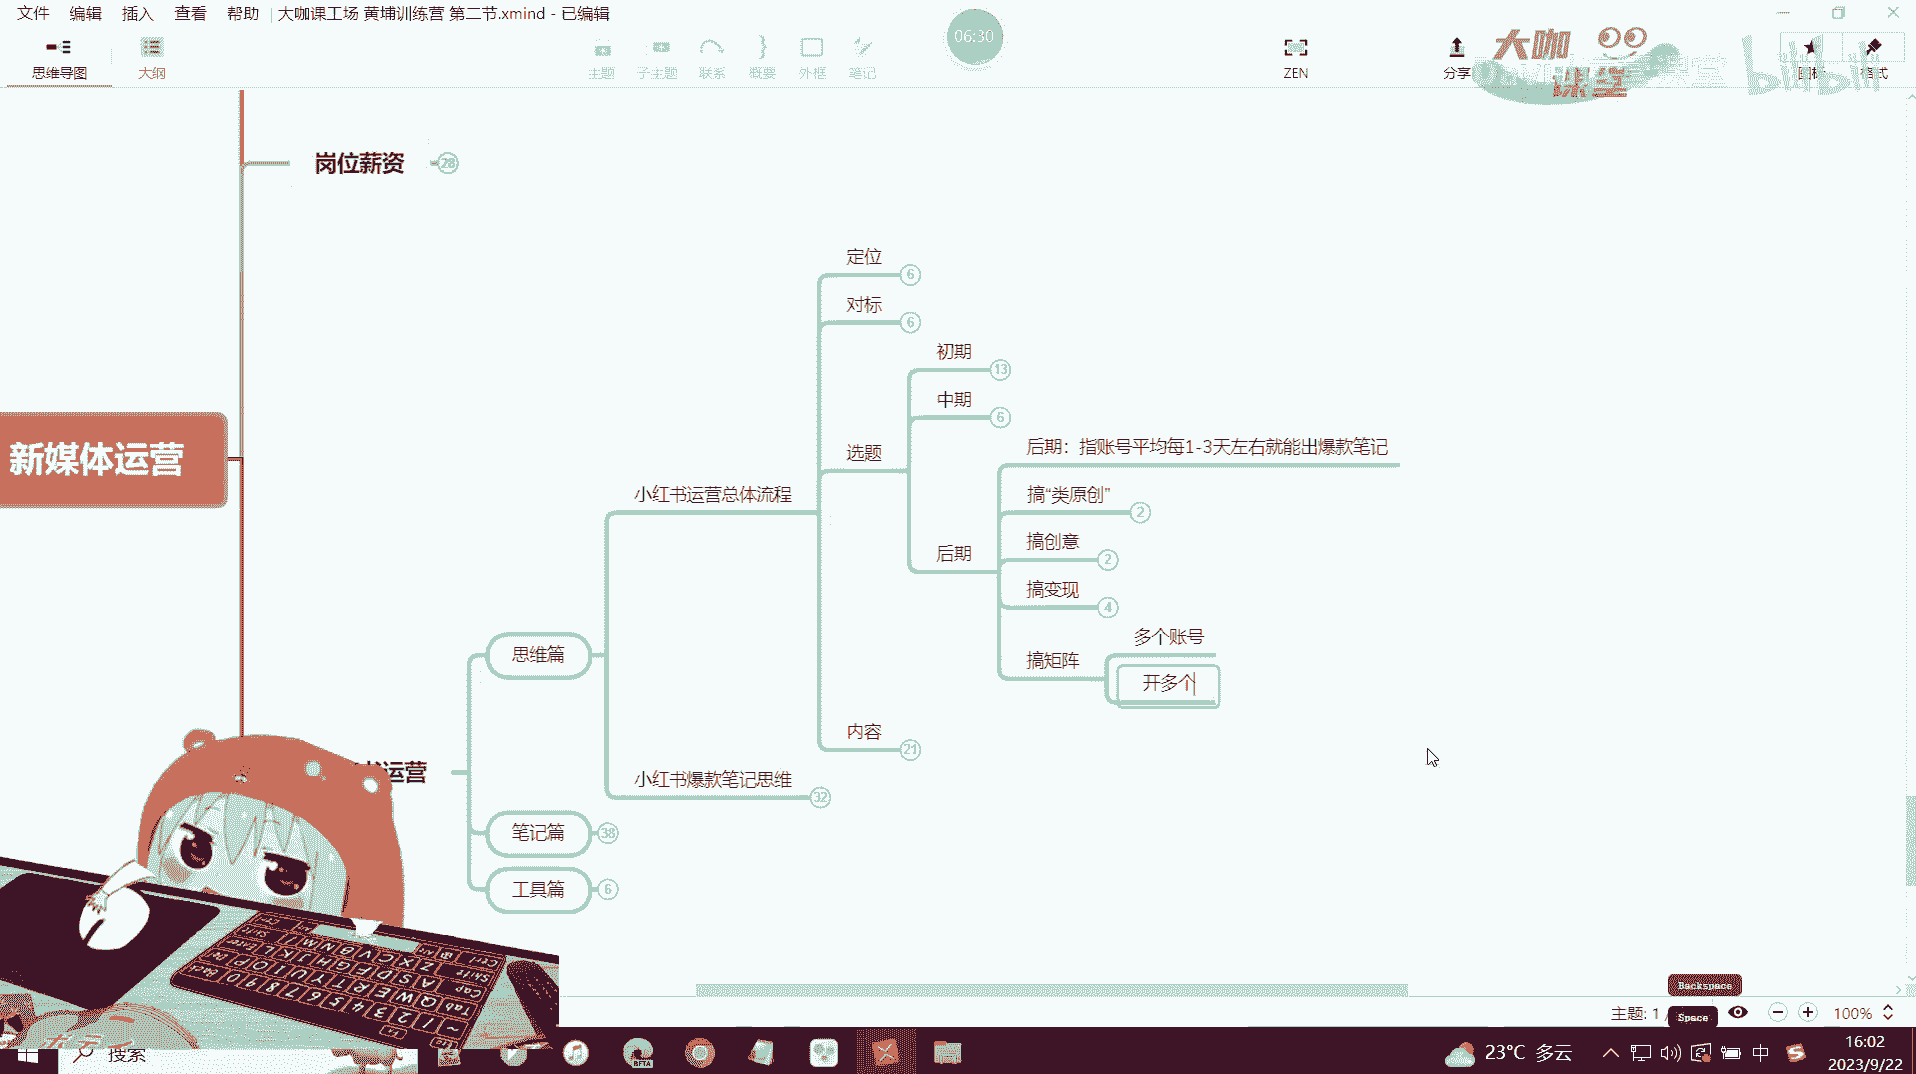 文件 编辑 插入 查看 帮助 大咖课工场 黄埔训练营 第二节.xmind - 已编辑
思维导图 大纲 主题 子主题 联系 概要 外框 笔记 06:30 ZEN 分享 格式
大咖
课堂
bilibili
岗位薪资 28
定位 6
对标 6
初期 13
中期 6
后期：指账号平均每1-3天左右就能出爆款笔记
选题
新媒体运营
小红书运营总体流程
搞“类原创” 2
搞创意 2
后期
搞变现 4
多个账号
思维篇
搞矩阵
开多个
内容 21
书运营
小红书爆款笔记思维 32
笔记篇 38
工具篇 6
Backspace
主题: 1 /
Space
100%
搜索
BETA
23°C 多云
中
16:02
2023/9/22